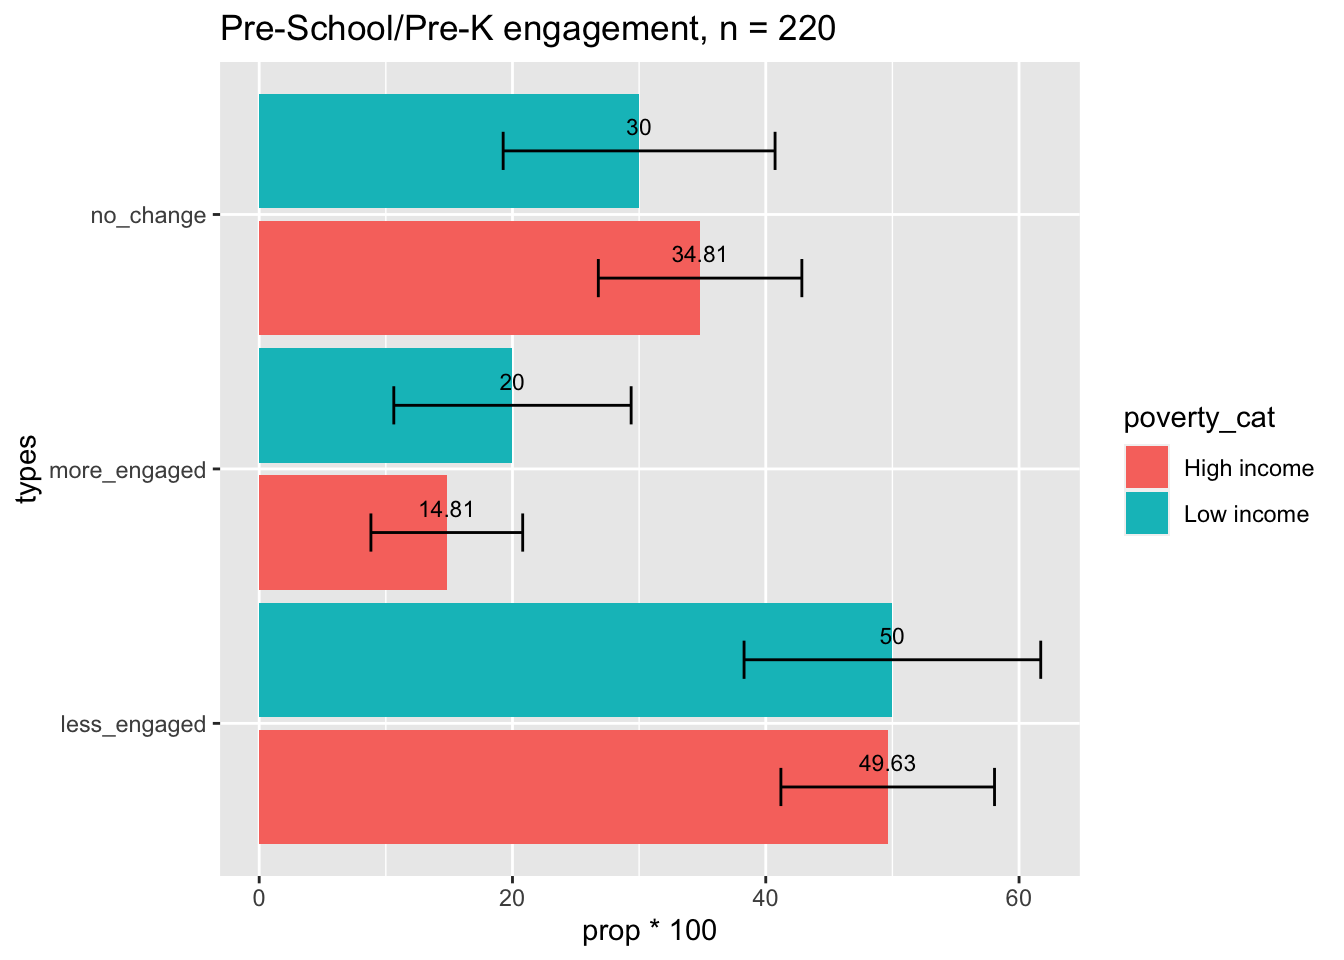 Pre-School/Pre-K engagement, n = 220
30
no_change
34.81
20
types
more_engaged
14.81
50
less_engaged
49.63
0 20 40 60
prop * 100
poverty_cat
High income
Low income